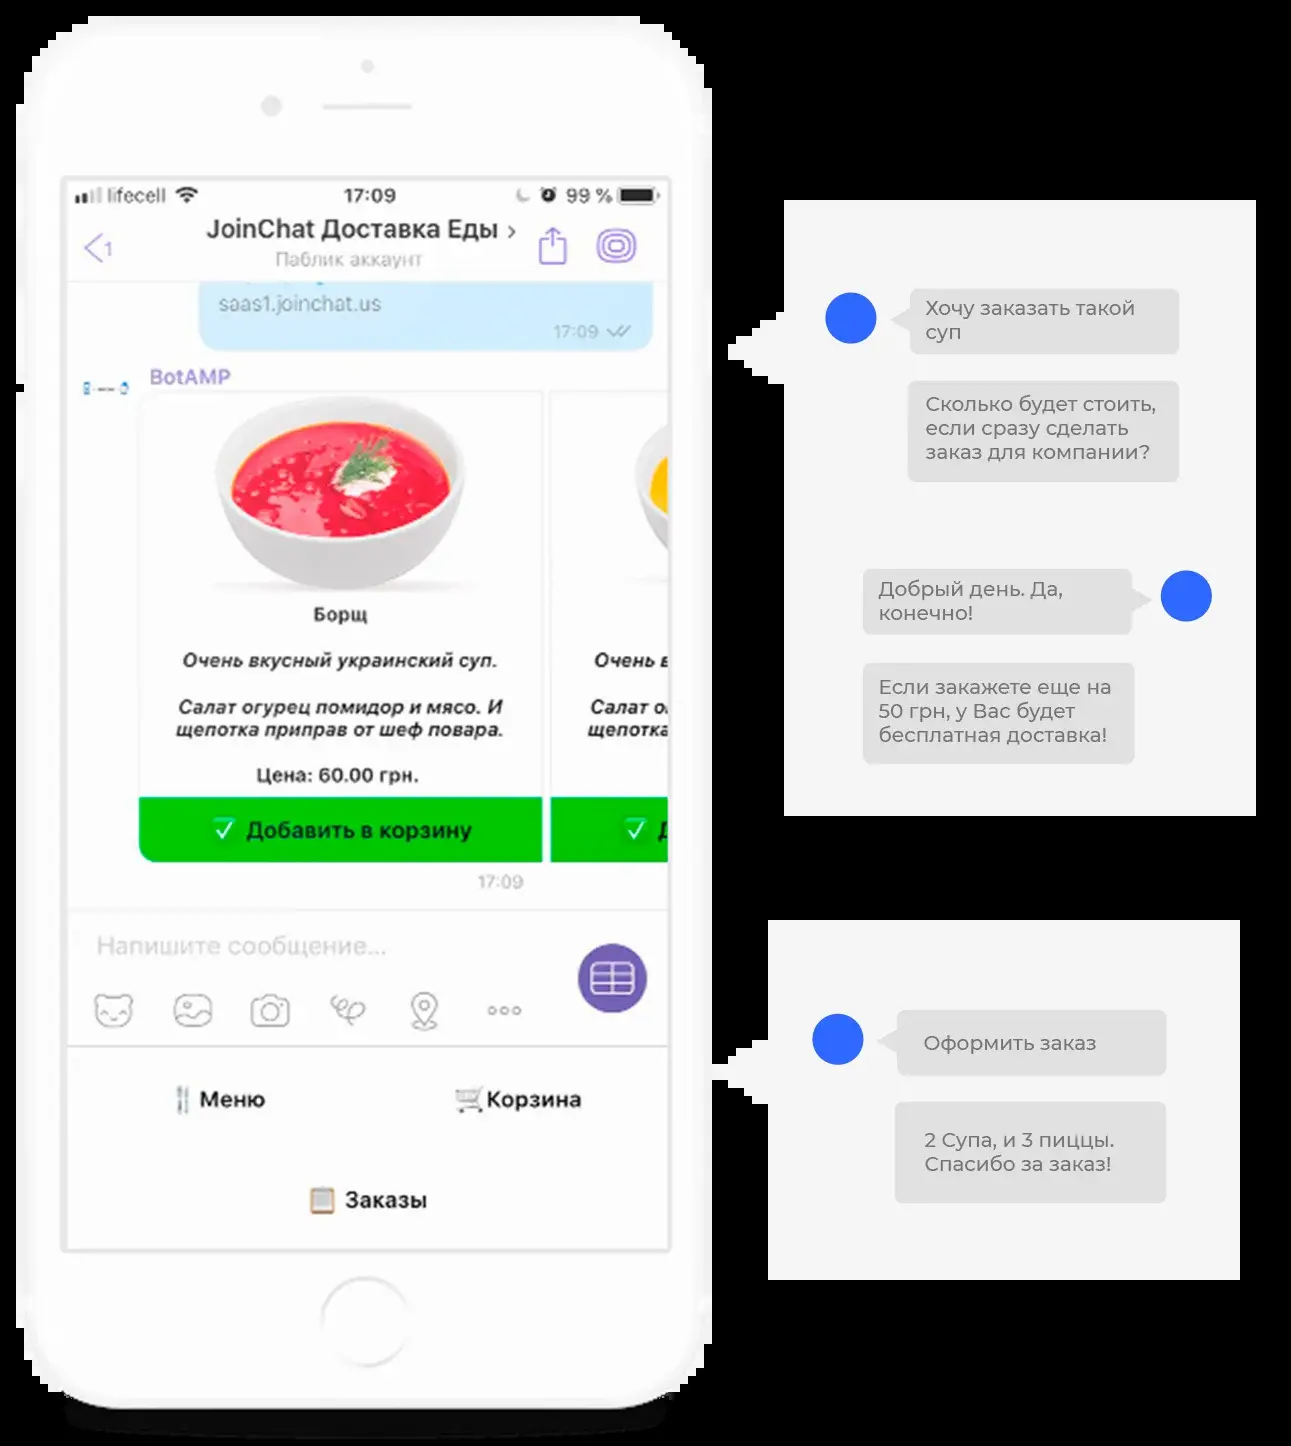 lifecell 17:09 99 %
1 JoinChat Доставка Еды ›
Паблик аккаунт
saas1.joinchat.us
17:09
BotAMP
Борщ
Очень вкусный украинский суп.
Салат огурец помидор и мясо. И
щепотка приправ от шеф повара.
Цена: 60.00 грн.
Добавить в корзину
Очень
Салат
щепотка
17:09
Напишите сообщение...
Меню
Корзина
Заказы
Хочу заказать такой
суп
Сколько будет стоить,
если сразу сделать
заказ для компании?
Добрый день. Да,
конечно!
Если закажете еще на
50 грн, у Вас будет
бесплатная доставка!
Оформить заказ
2 Супа, и 3 пиццы.
Спасибо за заказ!